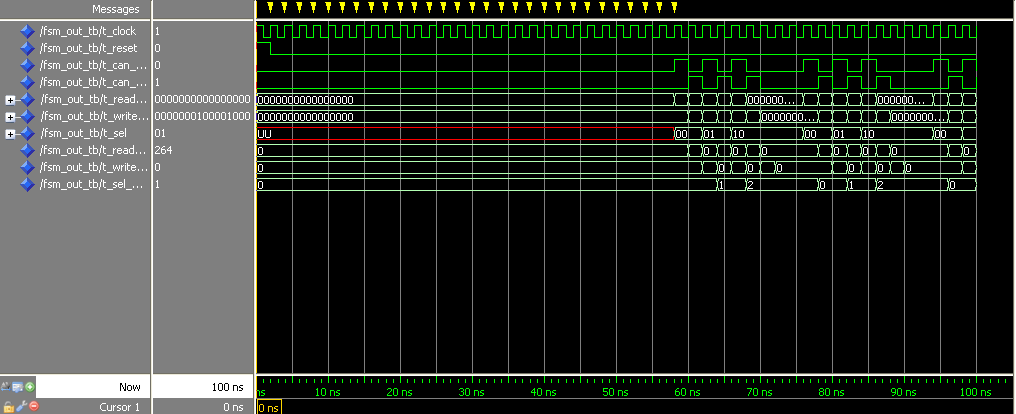 Messages
/fsm_out_tb/t_clock 1
/fsm_out_tb/t_reset 0
/fsm_out_tb/t_can_... 0
/fsm_out_tb/t_can_... 1
/fsm_out_tb/t_read... 0000000000000000 0000000000000000 000000... 000000...
/fsm_out_tb/t_write... 0000000100001000 0000000000000000 0000000... 0000000...
/fsm_out_tb/t_sel 01 UU 00 01 10 00 01 10 00
/fsm_out_tb/t_read... 264 0 0 0 0 0 0 0 0 0
/fsm_out_tb/t_write... 0 0 0 0 0 0 0 0 0
/fsm_out_tb/t_sel_... 1 0 1 2 0 1 2 0
Now 100 ns ns 10 ns 20 ns 30 ns 40 ns 50 ns 60 ns 70 ns 80 ns 90 ns 100 ns
Cursor 1 0 ns 0 ns